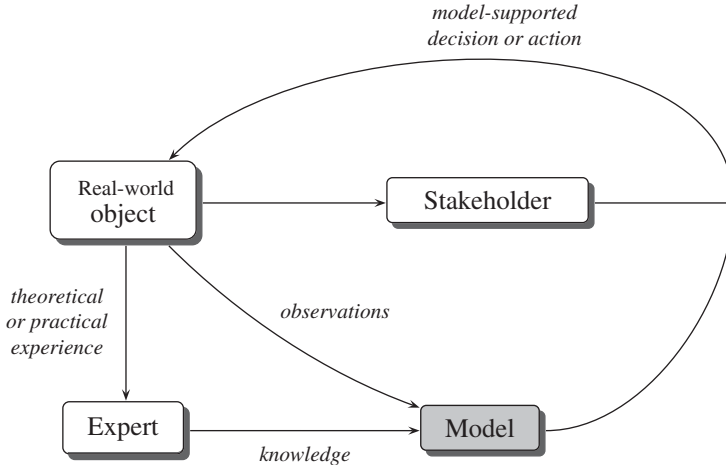 model-supported
decision or action
Real-world
object
Stakeholder
theoretical
or practical
experience
observations
Expert
Model
knowledge